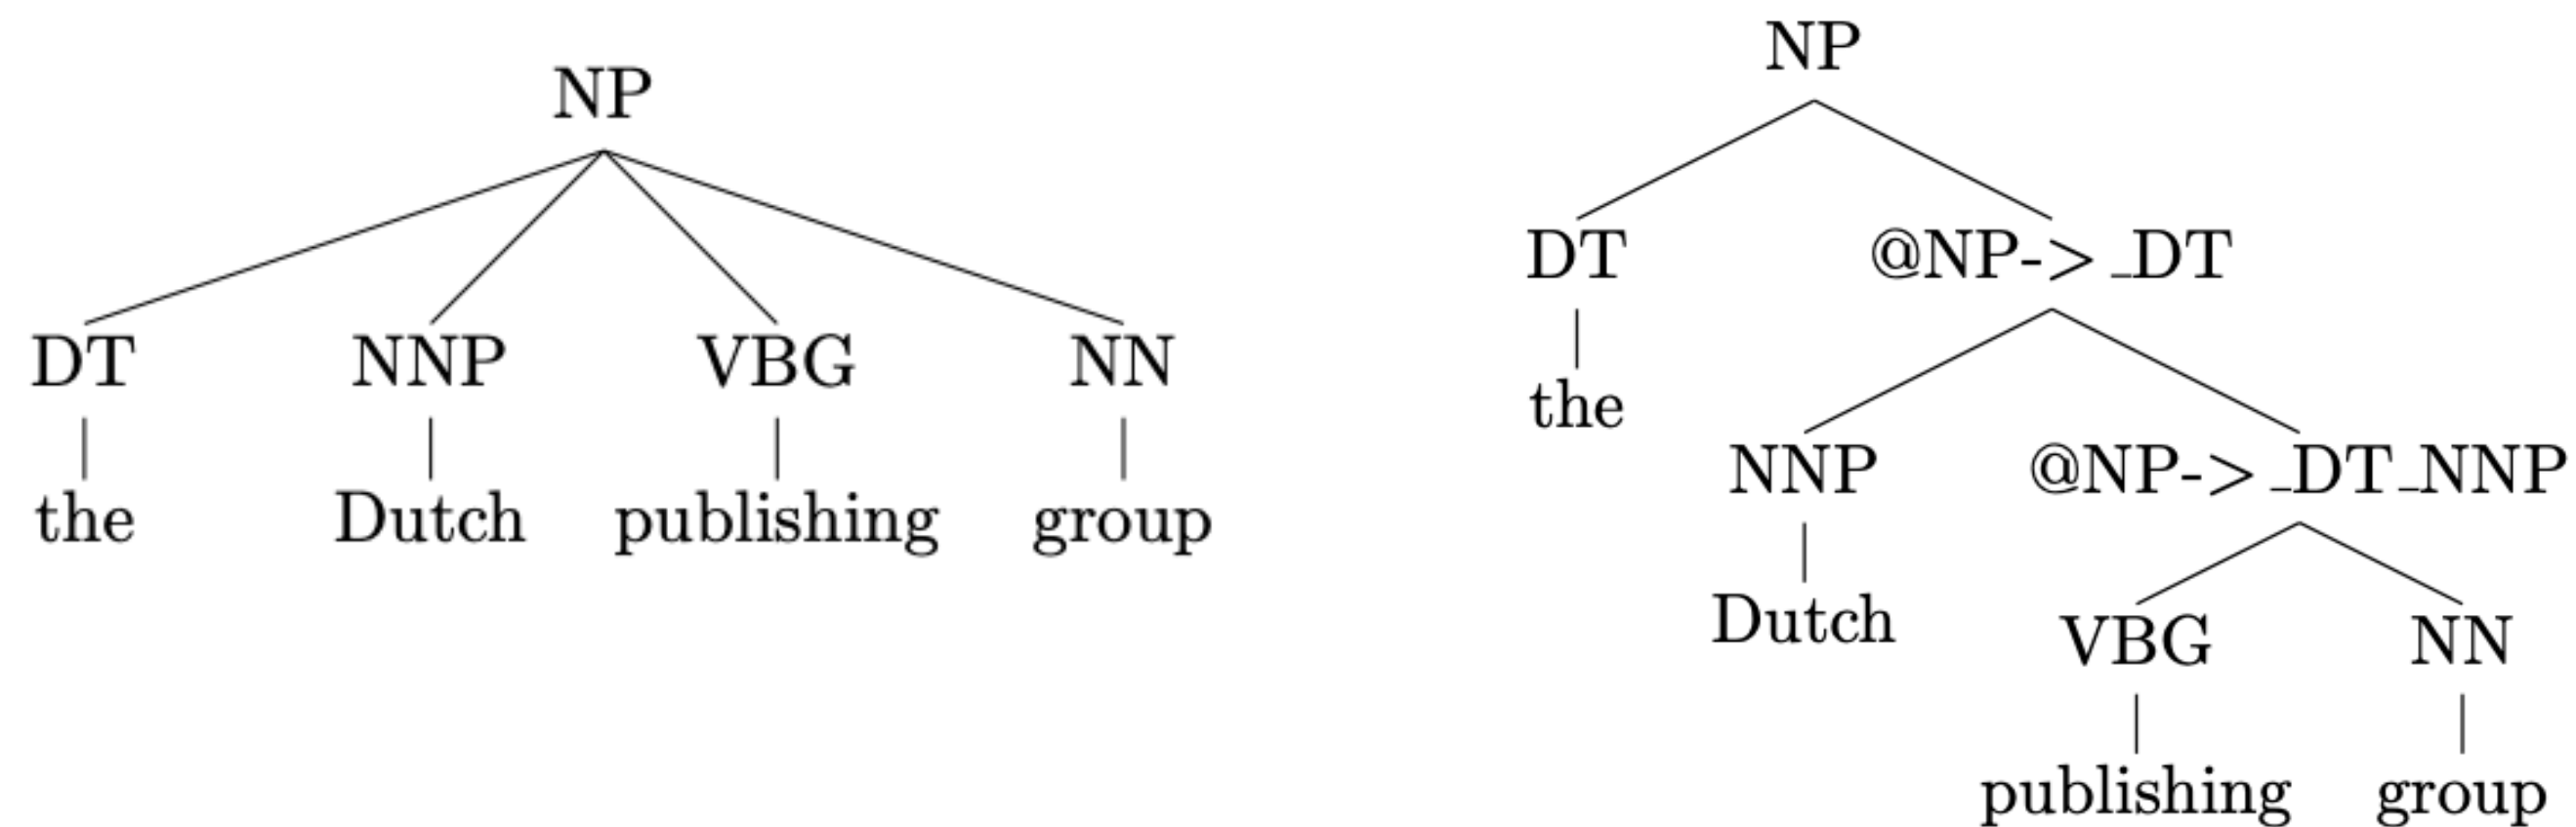 NP
DT NNP VBG NN
the Dutch publishing group
NP
DT @NP-> _DT
the
NNP @NP-> _DT_NNP
Dutch
VBG NN
publishing group